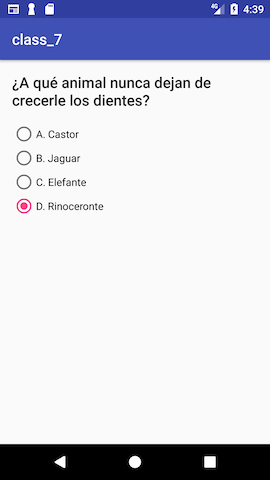 4G 4:39
class_7
¿A qué animal nunca dejan de
crecerle los dientes?
A. Castor
B. Jaguar
C. Elefante
D. Rinoceronte